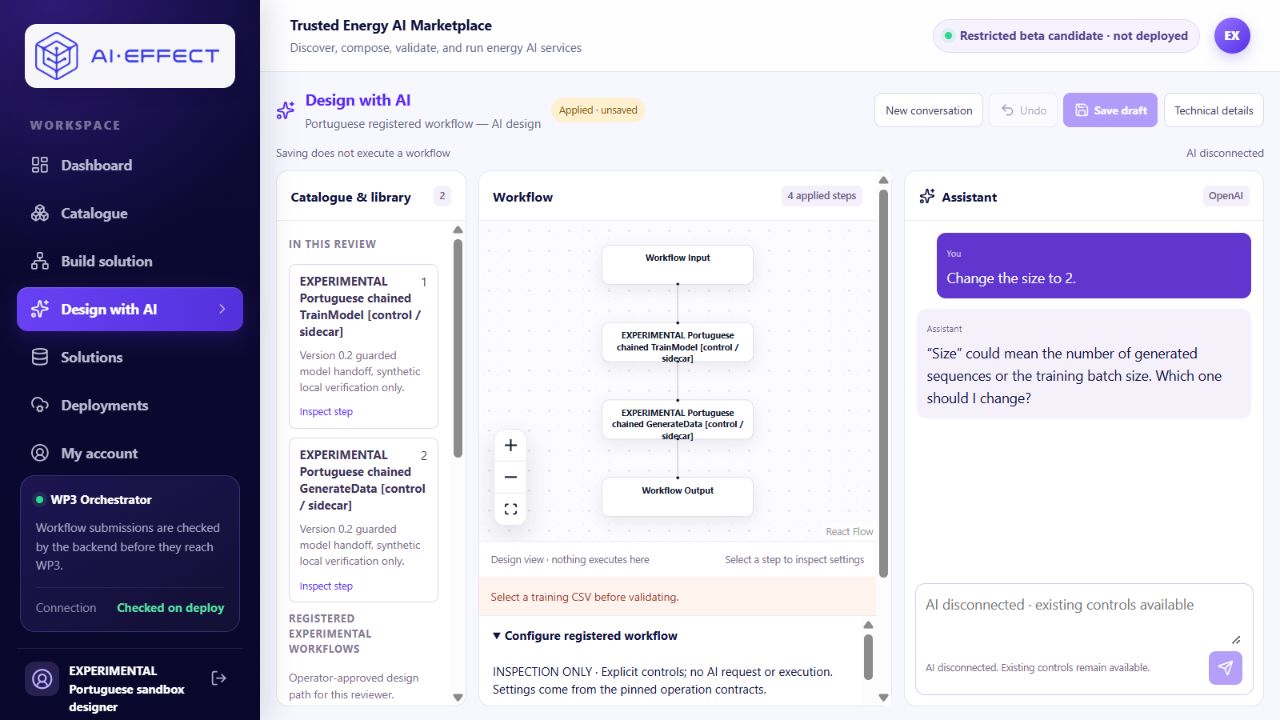 AI·EFFECT
WORKSPACE
Dashboard
Catalogue
Build solution
Design with AI
Solutions
Deployments
My account
WP3 Orchestrator
Workflow submissions are checked
by the backend before they reach
WP3.
Connection
Checked on deploy
EXPERIMENTAL
Portuguese sandbox
designer
Trusted Energy AI Marketplace
Discover, compose, validate, and run energy AI services
Restricted beta candidate · not deployed
EX
Design with AI
Portuguese registered workflow — AI design
Applied · unsaved
New conversation
Undo
Save draft
Technical details
Saving does not execute a workflow
AI disconnected
Catalogue & library
2
IN THIS REVIEW
EXPERIMENTAL 1
Portuguese chained
TrainModel [control /
sidecar]
Version 0.2 guarded
model handoff, synthetic
local verification only.
Inspect step
EXPERIMENTAL 2
Portuguese chained
GenerateData [control
/ sidecar]
Version 0.2 guarded
model handoff, synthetic
local verification only.
Inspect step
REGISTERED
EXPERIMENTAL
WORKFLOWS
Operator-approved design
path for this reviewer.
Workflow
4 applied steps
Workflow Input
EXPERIMENTAL Portuguese
chained TrainModel [control /
sidecar]
EXPERIMENTAL Portuguese
chained GenerateData [control /
sidecar]
Workflow Output
React Flow
Design view · nothing executes here
Select a step to inspect settings
Select a training CSV before validating.
▼ Configure registered workflow
INSPECTION ONLY · Explicit controls; no AI request or execution.
Settings come from the pinned operation contracts.
Assistant
OpenAI
You
Change the size to 2.
Assistant
“Size” could mean the number of generated
sequences or the training batch size. Which one
should I change?
AI disconnected · existing controls available
AI disconnected. Existing controls remain available.